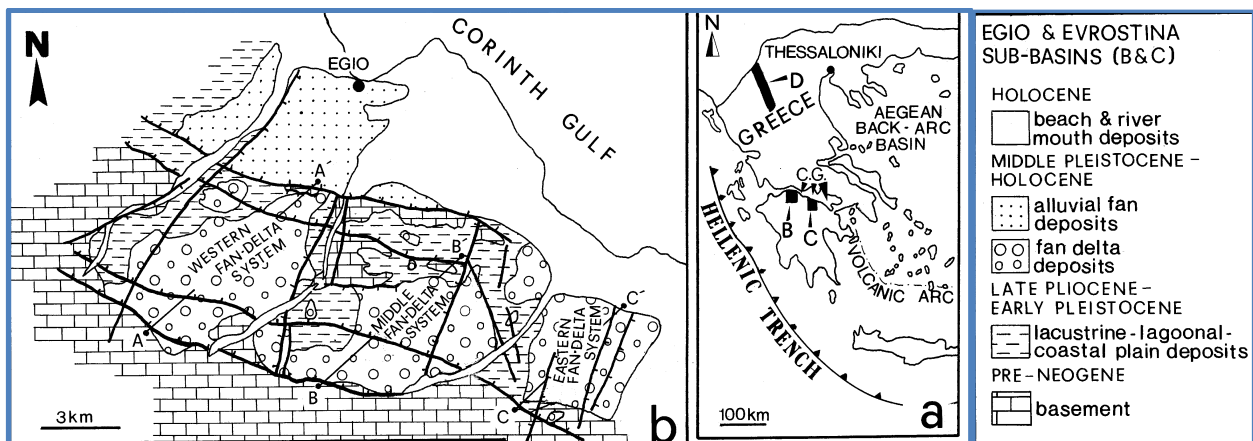 N
EGIO
CORINTH GULF
A´
WESTERN
FAN-DELTA
SYSTEM
B´
MIDDLE
FAN-DELTA
SYSTEM
C´
EASTERN
FAN-DELTA
SYSTEM
A
B
C
3km
b
N
THESSALONIKI
D
GREECE
AEGEAN
BACK-ARC
BASIN
C.G.
B
C
HELLENIC TRENCH
VOLCANIC ARC
100km
a
EGIO & EVROSTINA
SUB-BASINS (B&C)
HOLOCENE
beach & river
mouth deposits
MIDDLE PLEISTOCENE-
HOLOCENE
alluvial fan
deposits
fan delta
deposits
LATE PLIOCENE-
EARLY PLEISTOCENE
lacustrine-lagoonal-
coastal plain deposits
PRE-NEOGENE
basement